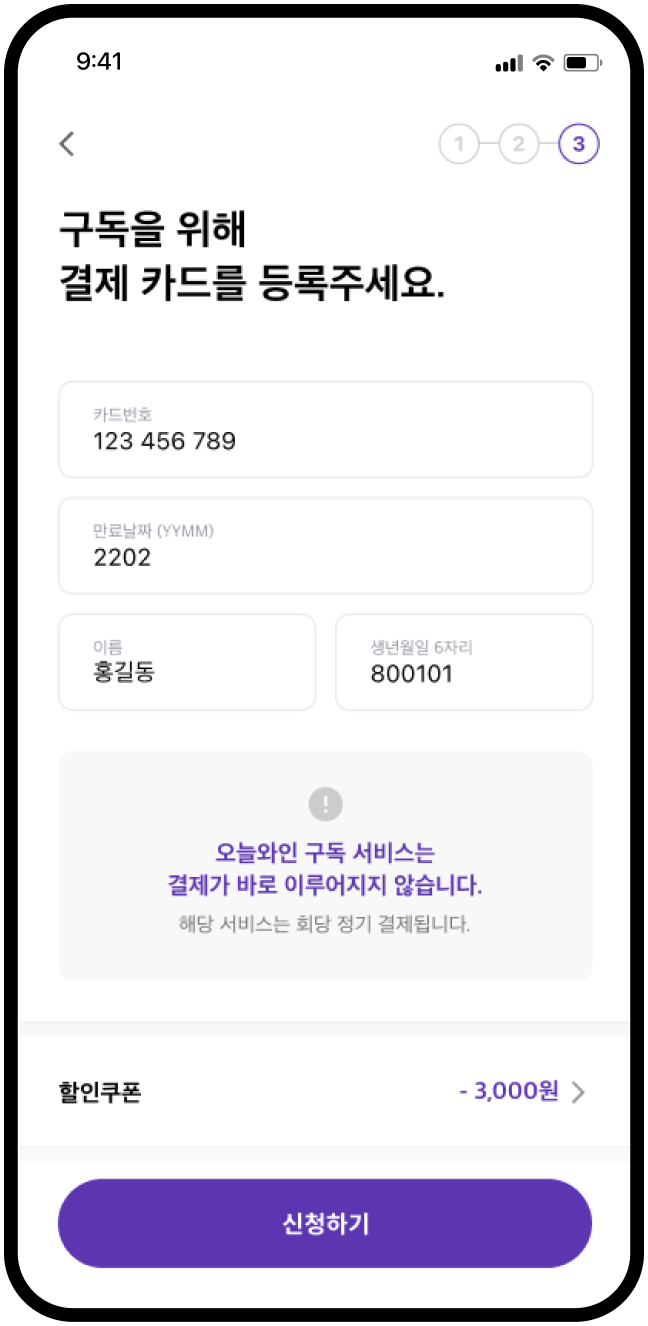 9:41
1 2 3
구독을 위해
결제 카드를 등록주세요.
카드번호
123 456 789
만료날짜 (YYMM)
2202
이름
홍길동
생년월일 6자리
800101
오늘와인 구독 서비스는
결제가 바로 이루어지지 않습니다.
해당 서비스는 회당 정기 결제됩니다.
할인쿠폰 - 3,000원
신청하기